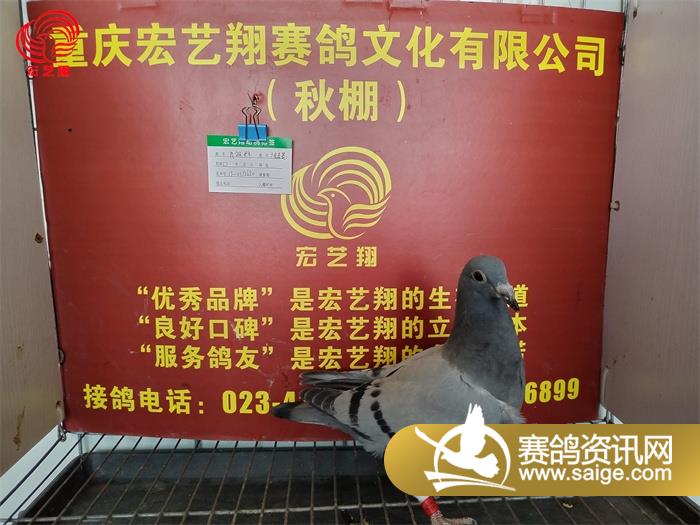 宏艺翔
重庆宏艺翔赛鸽文化有限公司
（秋棚）
宏艺翔
“优秀品牌”是宏艺翔的生 道
“良好口碑”是宏艺翔的立 本
“服务鸽友”是宏艺翔的
接鸽电话：023-4 6899
赛鸽资讯网
www.saige.com